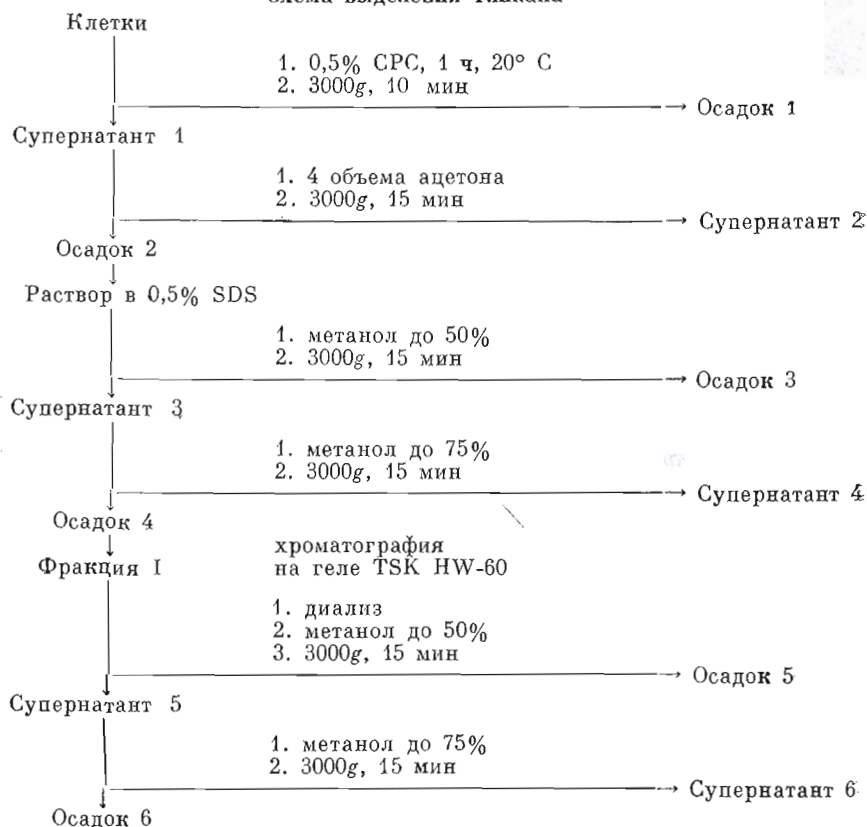 Схема выделения гликана
Клетки
1. 0,5% CPC, 1 ч, 20° C
2. 3000g, 10 мин
Осадок 1
Супернатант 1
1. 4 объема ацетона
2. 3000g, 15 мин
Супернатант 2
Осадок 2
Раствор в 0,5% SDS
1. метанол до 50%
2. 3000g, 15 мин
Осадок 3
Супернатант 3
1. метанол до 75%
2. 3000g, 15 мин
Супернатант 4
Осадок 4
хроматография
Фракция I
на геле TSK HW-60
1. диализ
2. метанол до 50%
3. 3000g, 15 мин
Осадок 5
Супернатант 5
1. метанол до 75%
2. 3000g, 15 мин
Супернатант 6
Осадок 6